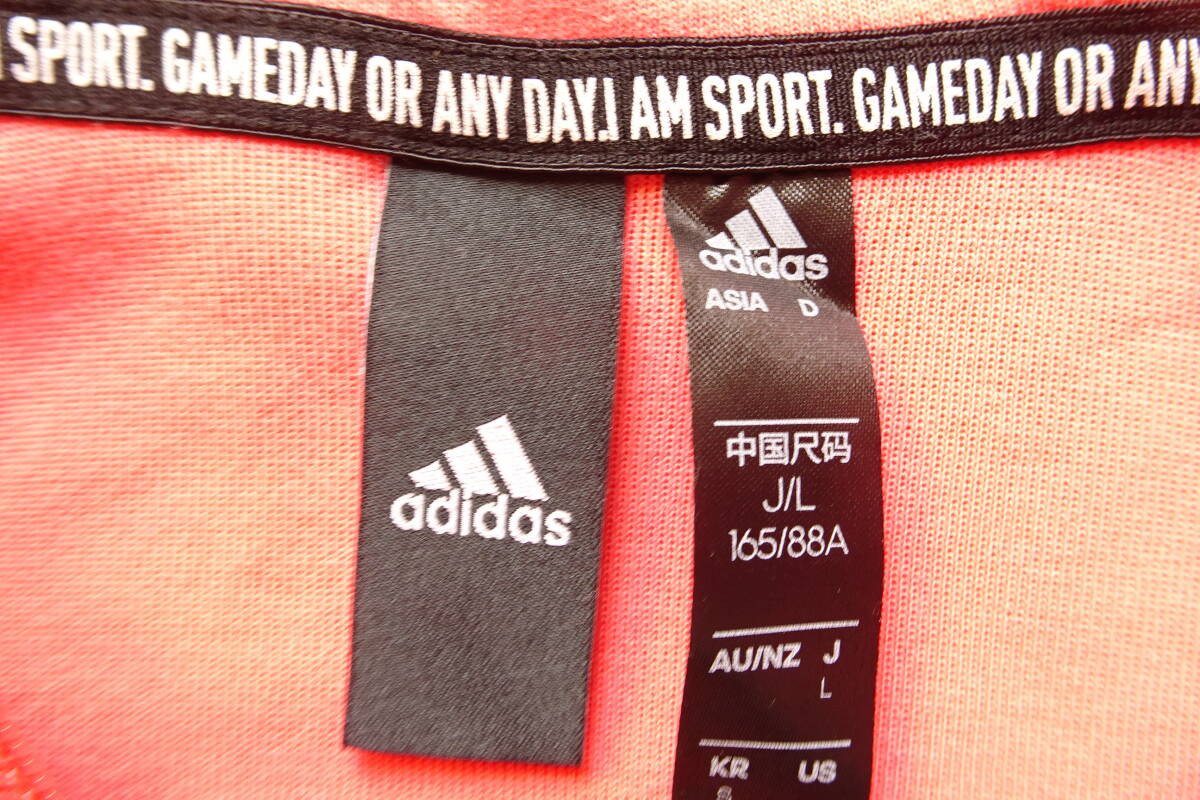 AM SPORT. GAMEDAY OR ANY DAY. I AM SPORT. GAMEDAY OR ANY
adidas
adidas
ASIA D
中国尺码
J/L
165/88A
AU/NZ J
L
KR US